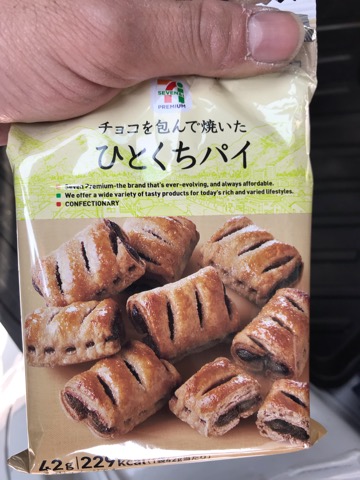 SEVEN
PREMIUM
チョコを包んで焼いた
ひとくちパイ
Seven Premium-the brand that's ever-evolving, and always affordable.
We offer a wide variety of tasty products for today's rich and varied lifestyles.
CONFECTIONARY
42g 229kcal